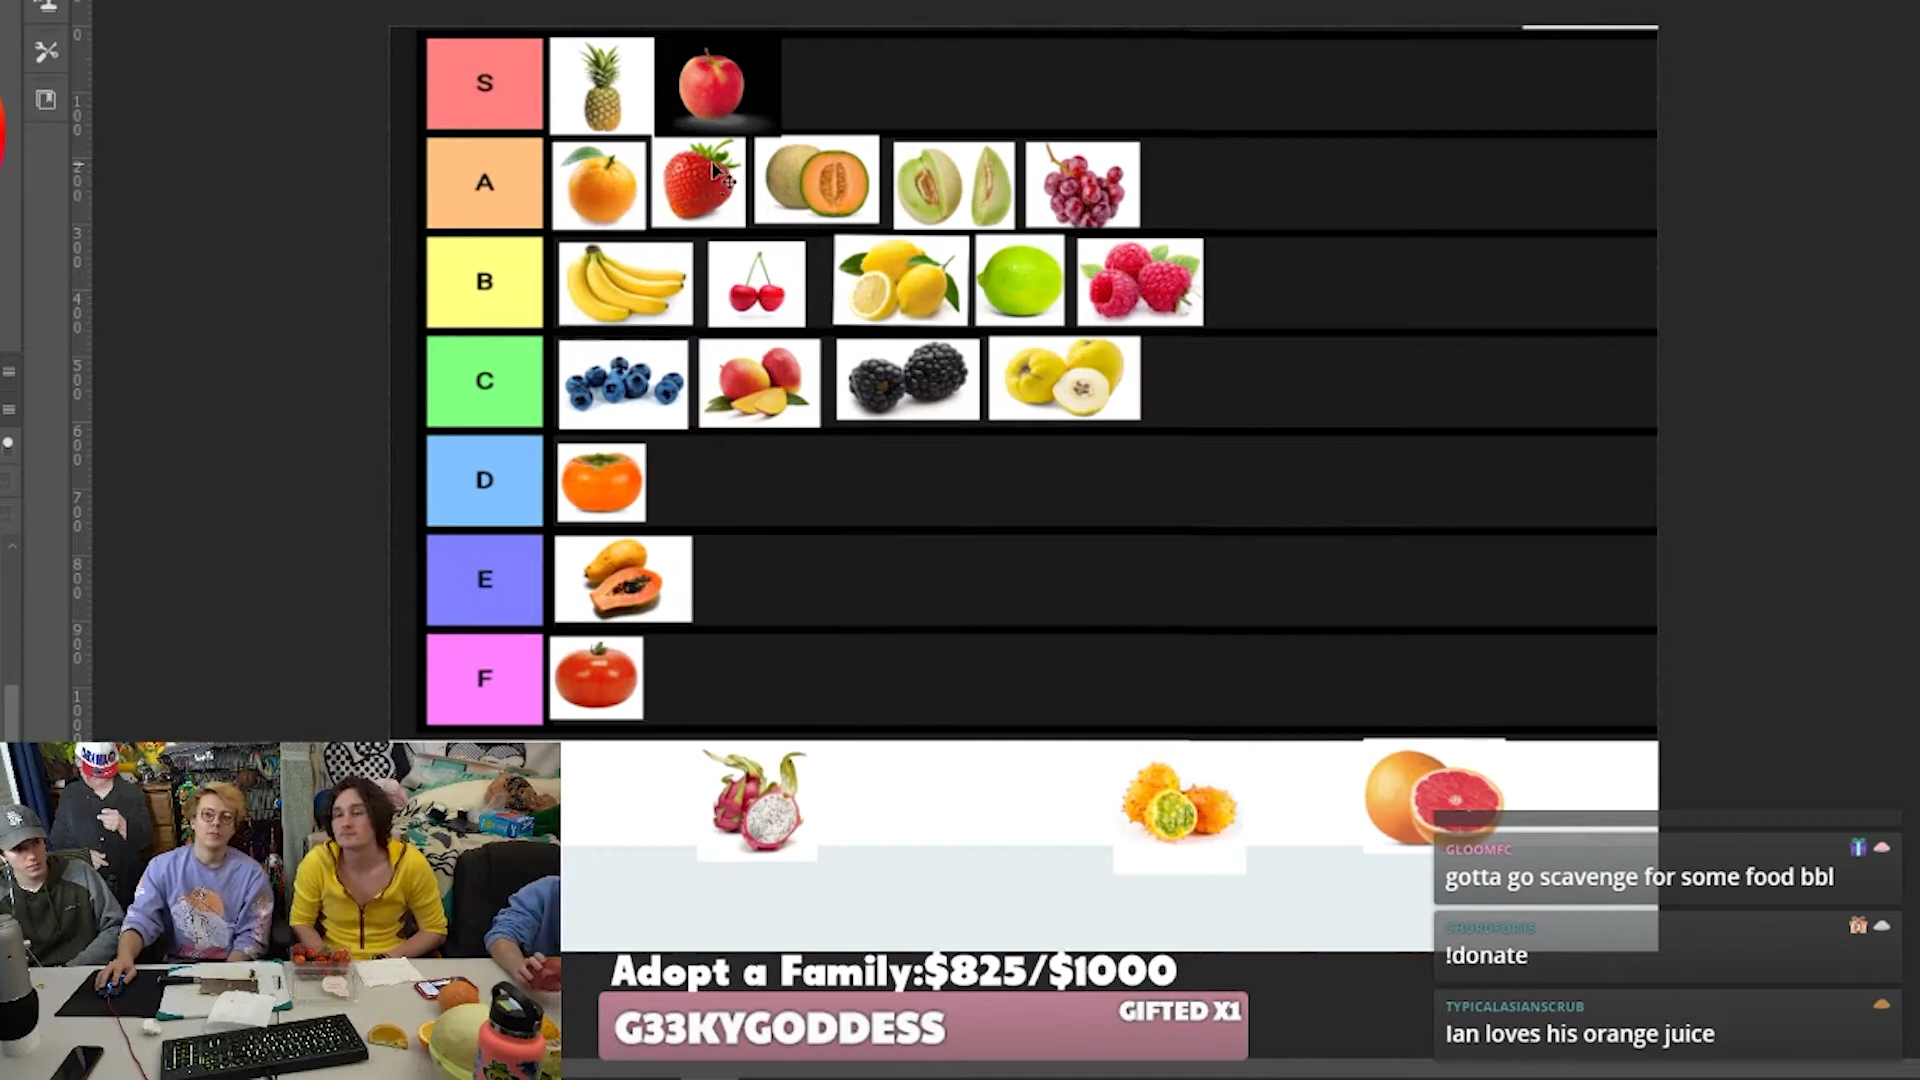 S
A
B
C
D
E
F
GLOOMFC
gotta go scavenge for some food bbl
CHORDFORTS
!donate
TYPICALASIANSCRUB
Ian loves his orange juice
Adopt a Family:$825/$1000
GIFTED X1
G33KYGODDESS